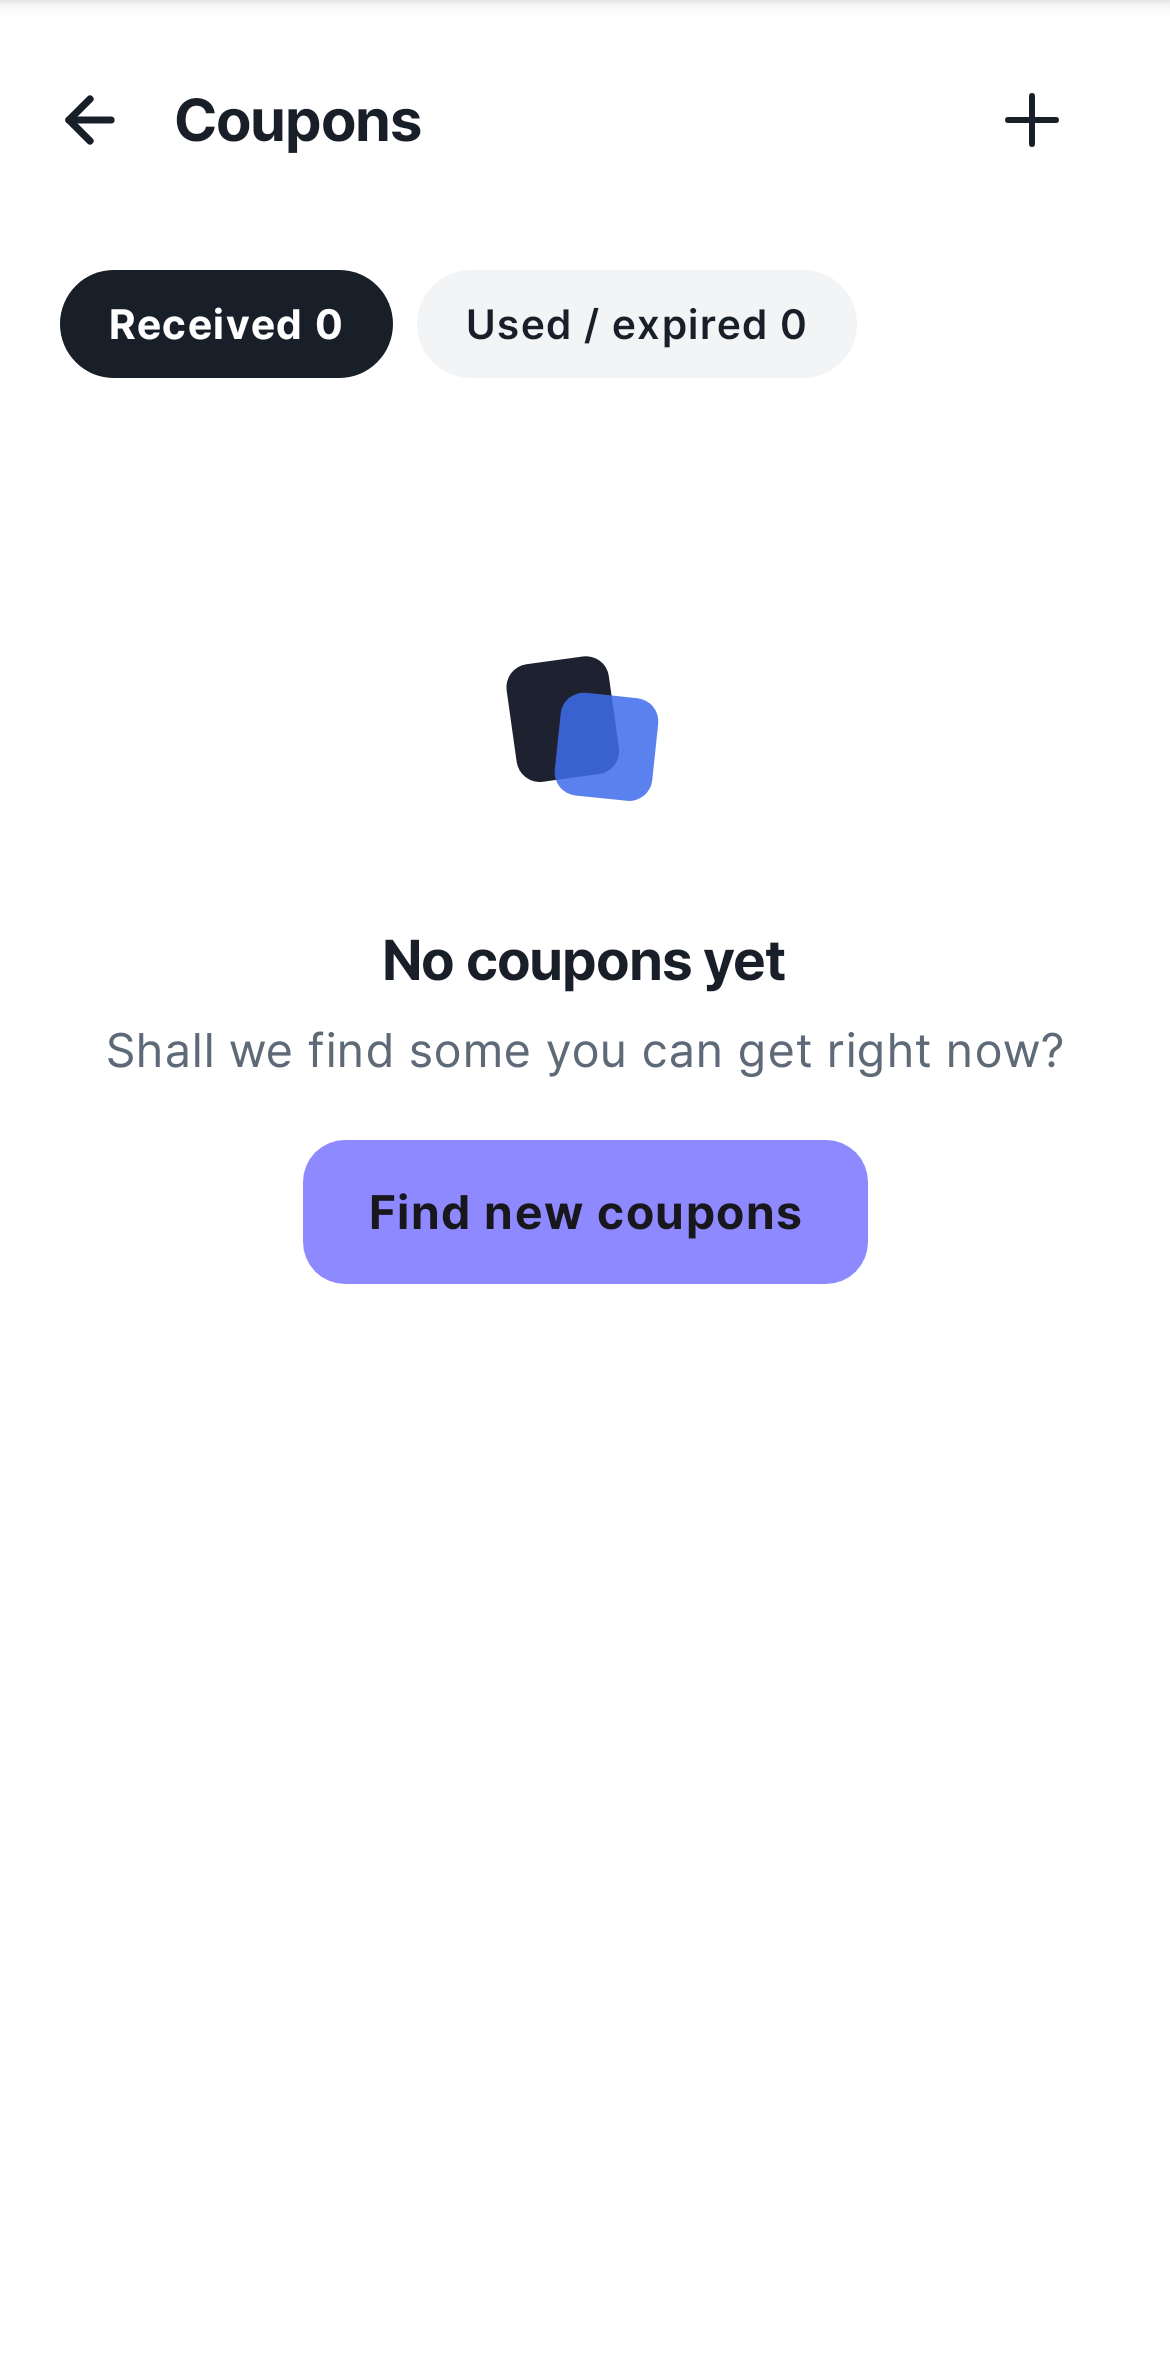 Coupons
Received 0
Used / expired 0
No coupons yet
Shall we find some you can get right now?
Find new coupons